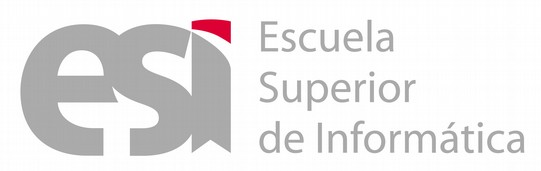 esi
Escuela
Superior
de Informática